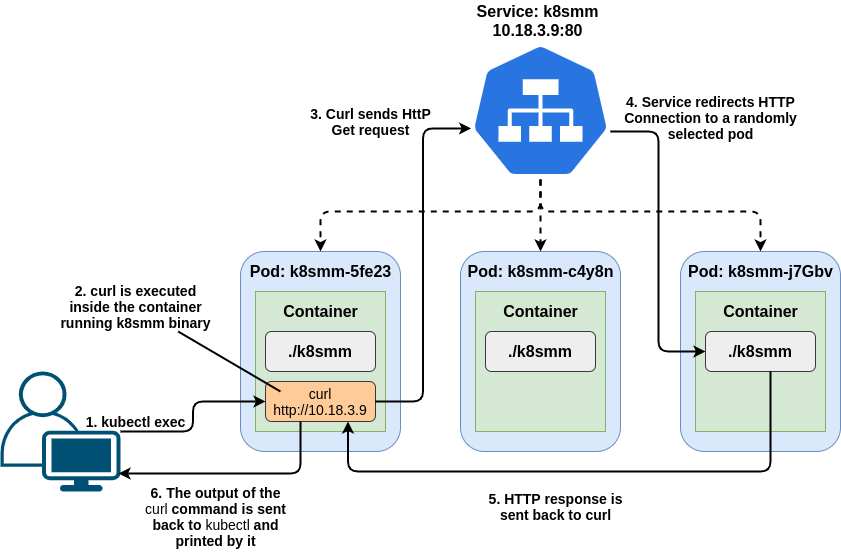 Service: k8smm
10.18.3.9:80
3. Curl sends HttP
Get request
4. Service redirects HTTP
Connection to a randomly
selected pod
Pod: k8smm-5fe23
Container
./k8smm
curl
http://10.18.3.9
Pod: k8smm-c4y8n
Container
./k8smm
Pod: k8smm-j7Gbv
Container
./k8smm
2. curl is executed
inside the container
running k8smm binary
1. kubectl exec
6. The output of the
curl command is sent
back to kubectl and
printed by it
5. HTTP response is
sent back to curl